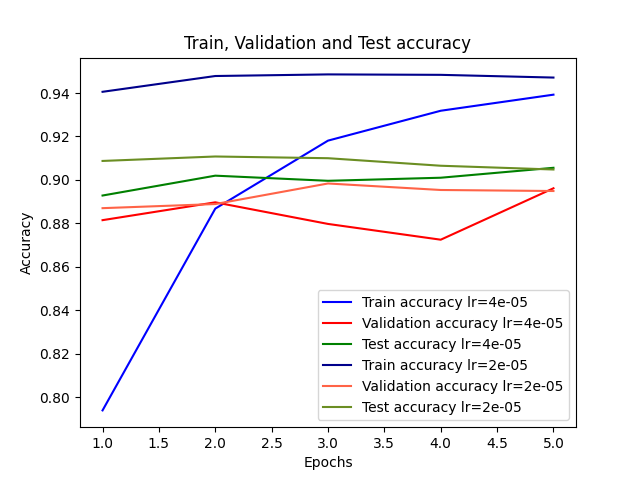 Train, Validation and Test accuracy
Accuracy
0.94
0.92
0.90
0.88
0.86
0.84
0.82
0.80
Train accuracy lr=4e-05
Validation accuracy lr=4e-05
Test accuracy lr=4e-05
Train accuracy lr=2e-05
Validation accuracy lr=2e-05
Test accuracy lr=2e-05
1.0 1.5 2.0 2.5 3.0 3.5 4.0 4.5 5.0
Epochs